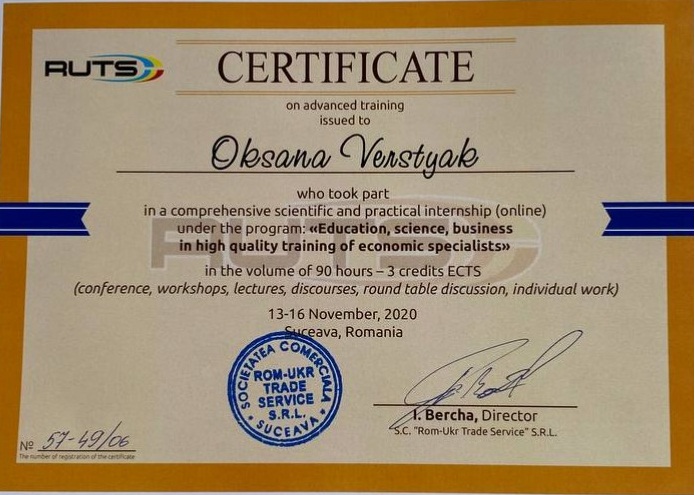 RUTS
CERTIFICATE
on advanced training
issued to
Oksana Verstyak
who took part
in a comprehensive scientific and practical internship (online)
under the program: «Education, science, business
in high quality training of economic specialists»
in the volume of 90 hours – 3 credits ECTS
(conference, workshops, lectures, discourses, round table discussion, individual work)
13-16 November, 2020
Suceava, Romania
SOCIETATEA COMERCIALA
ROM-UKR
TRADE
SERVICE
S.R.L.
* SUCEAVA *
I. Bercha, Director
S.C. "Rom-Ukr Trade Service" S.R.L.
№ 57-49/06
The number of registration of the certificate
RUTS